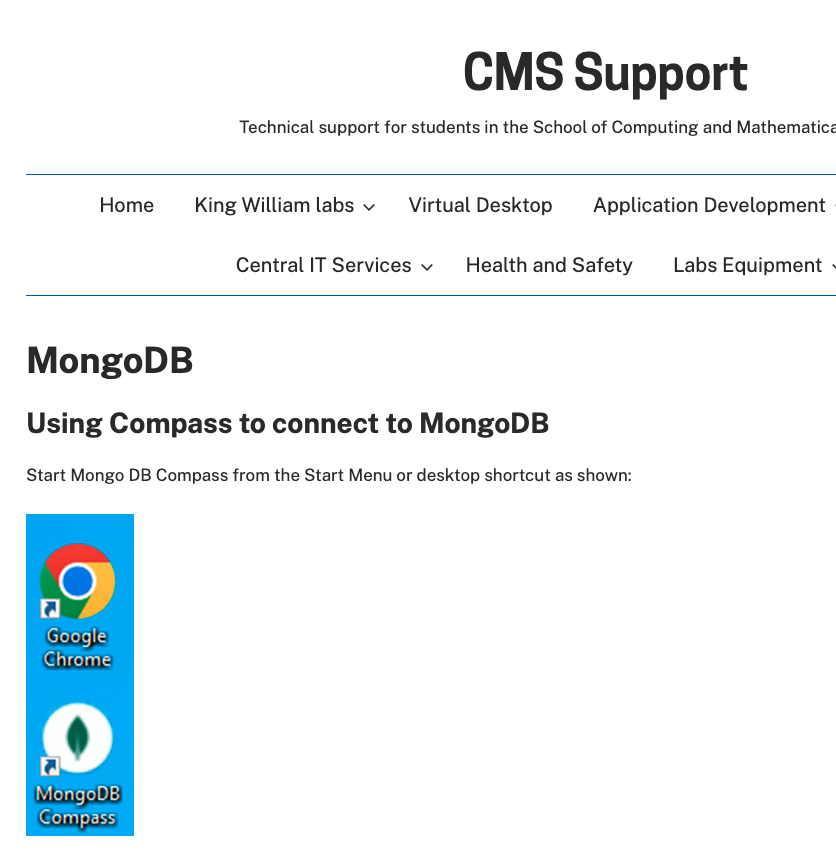 CMS Support
Technical support for students in the School of Computing and
Home King William labs Virtual Desktop Application Development
Central IT Services Health and Safety Labs Equipment
MongoDB
Using Compass to connect to MongoDB
Start Mongo DB Compass from the Start Menu or desktop shortcut as shown:
Google
Chrome
MongoDB
Compass